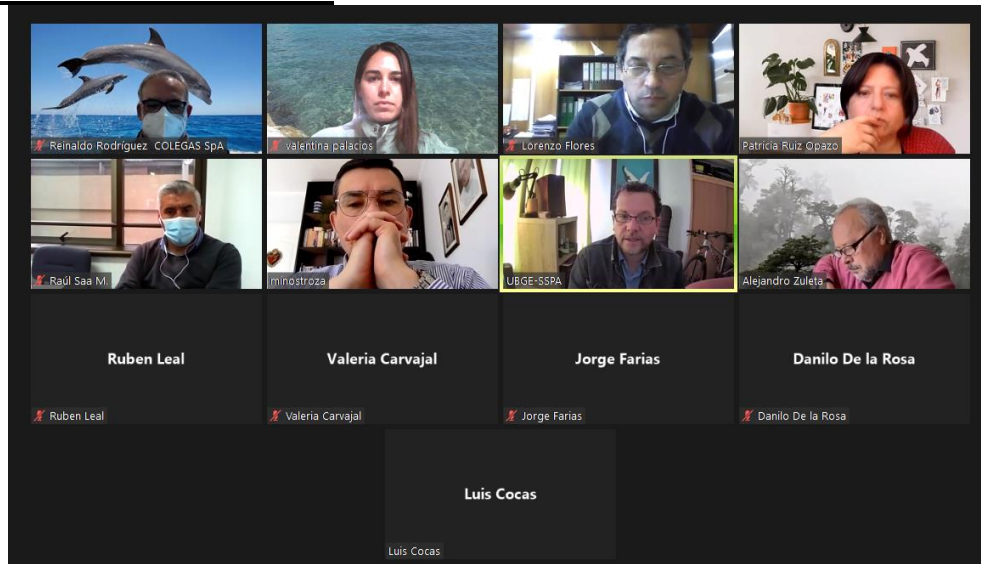 Reinaldo Rodríguez COLEGAS SpA
valentina palacios
Lorenzo Flores
Patricia Ruiz Opazo
Raúl Saa M.
minostroza
UBGE-SSPA
Alejandro Zuleta
Ruben Leal
Valeria Carvajal
Jorge Farias
Danilo De la Rosa
Ruben Leal
Valeria Carvajal
Jorge Farias
Danilo De la Rosa
Luis Cocas
Luis Cocas